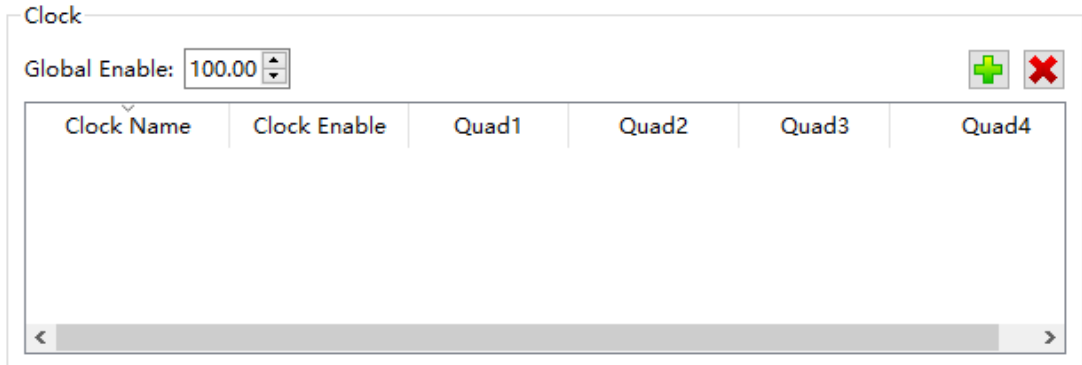 Clock
Global Enable: 100.00
Clock Name Clock Enable Quad1 Quad2 Quad3 Quad4